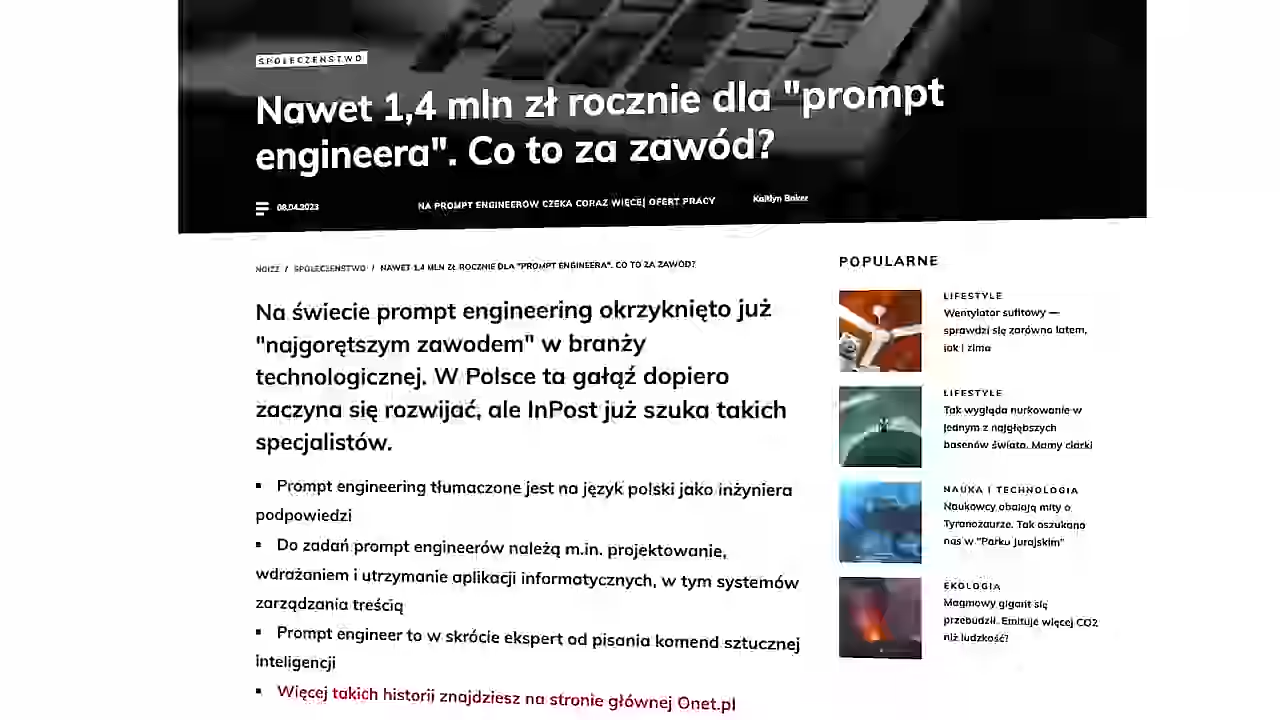 SPOŁECZEŃSTWO
Nawet 1,4 mln zł rocznie dla "prompt
engineera". Co to za zawód?
08.04.2023
NA PROMPT ENGINEERÓW CZEKA CORAZ WIĘCEJ OFERT PRACY
Kaitlyn Baker
NOIZZ / SPOŁECZEŃSTWO / NAWET 1,4 MLN ZŁ ROCZNIE DLA "PROMPT ENGINEERA". CO TO ZA ZAWÓD?
Na świecie prompt engineering okrzyknięto już
"najgorętszym zawodem" w branży
technologicznej. W Polsce ta gałąź dopiero
zaczyna się rozwijać, ale InPost już szuka takich
specjalistów.
▪ Prompt engineering tłumaczone jest na język polski jako inżyniera
podpowiedzi
▪ Do zadań prompt engineerów należą m.in. projektowanie,
wdrażaniem i utrzymanie aplikacji informatycznych, w tym systemów
zarządzania treścią
▪ Prompt engineer to w skrócie ekspert od pisania komend sztucznej
inteligencji
▪ Więcej takich historii znajdziesz na stronie głównej Onet.pl
POPULARNE
LIFESTYLE
Wentylator sufitowy —
sprawdzi się zarówno latem,
jak i zimą
LIFESTYLE
Tak wygląda nurkowanie w
jednym z najgłębszych
basenów świata. Mamy ciarki
NAUKA I TECHNOLOGIA
Naukowcy obalają mity o
Tyranozaurze. Tak oszukano
nas w "Parku Jurajskim"
EKOLOGIA
Magmowy gigant się
przebudził. Emituje więcej CO2
niż ludzkość?